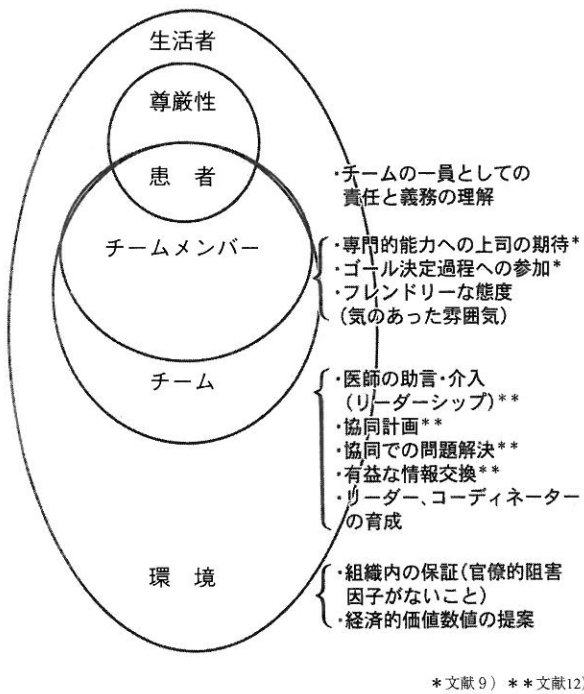 生活者
尊厳性
患　者
・チームの一員としての
責任と義務の理解
チームメンバー
・専門的能力への上司の期待*
・ゴール決定過程への参加*
・フレンドリーな態度
(気のあった雰囲気)
チーム
・医師の助言・介入
(リーダーシップ)**
・協同計画**
・協同での問題解決**
・有益な情報交換**
・リーダー、コーディネーター
の育成
環　境
・組織内の保証(官僚的阻害
因子がないこと)
・経済的価値数値の提案
*文献9) **文献12)